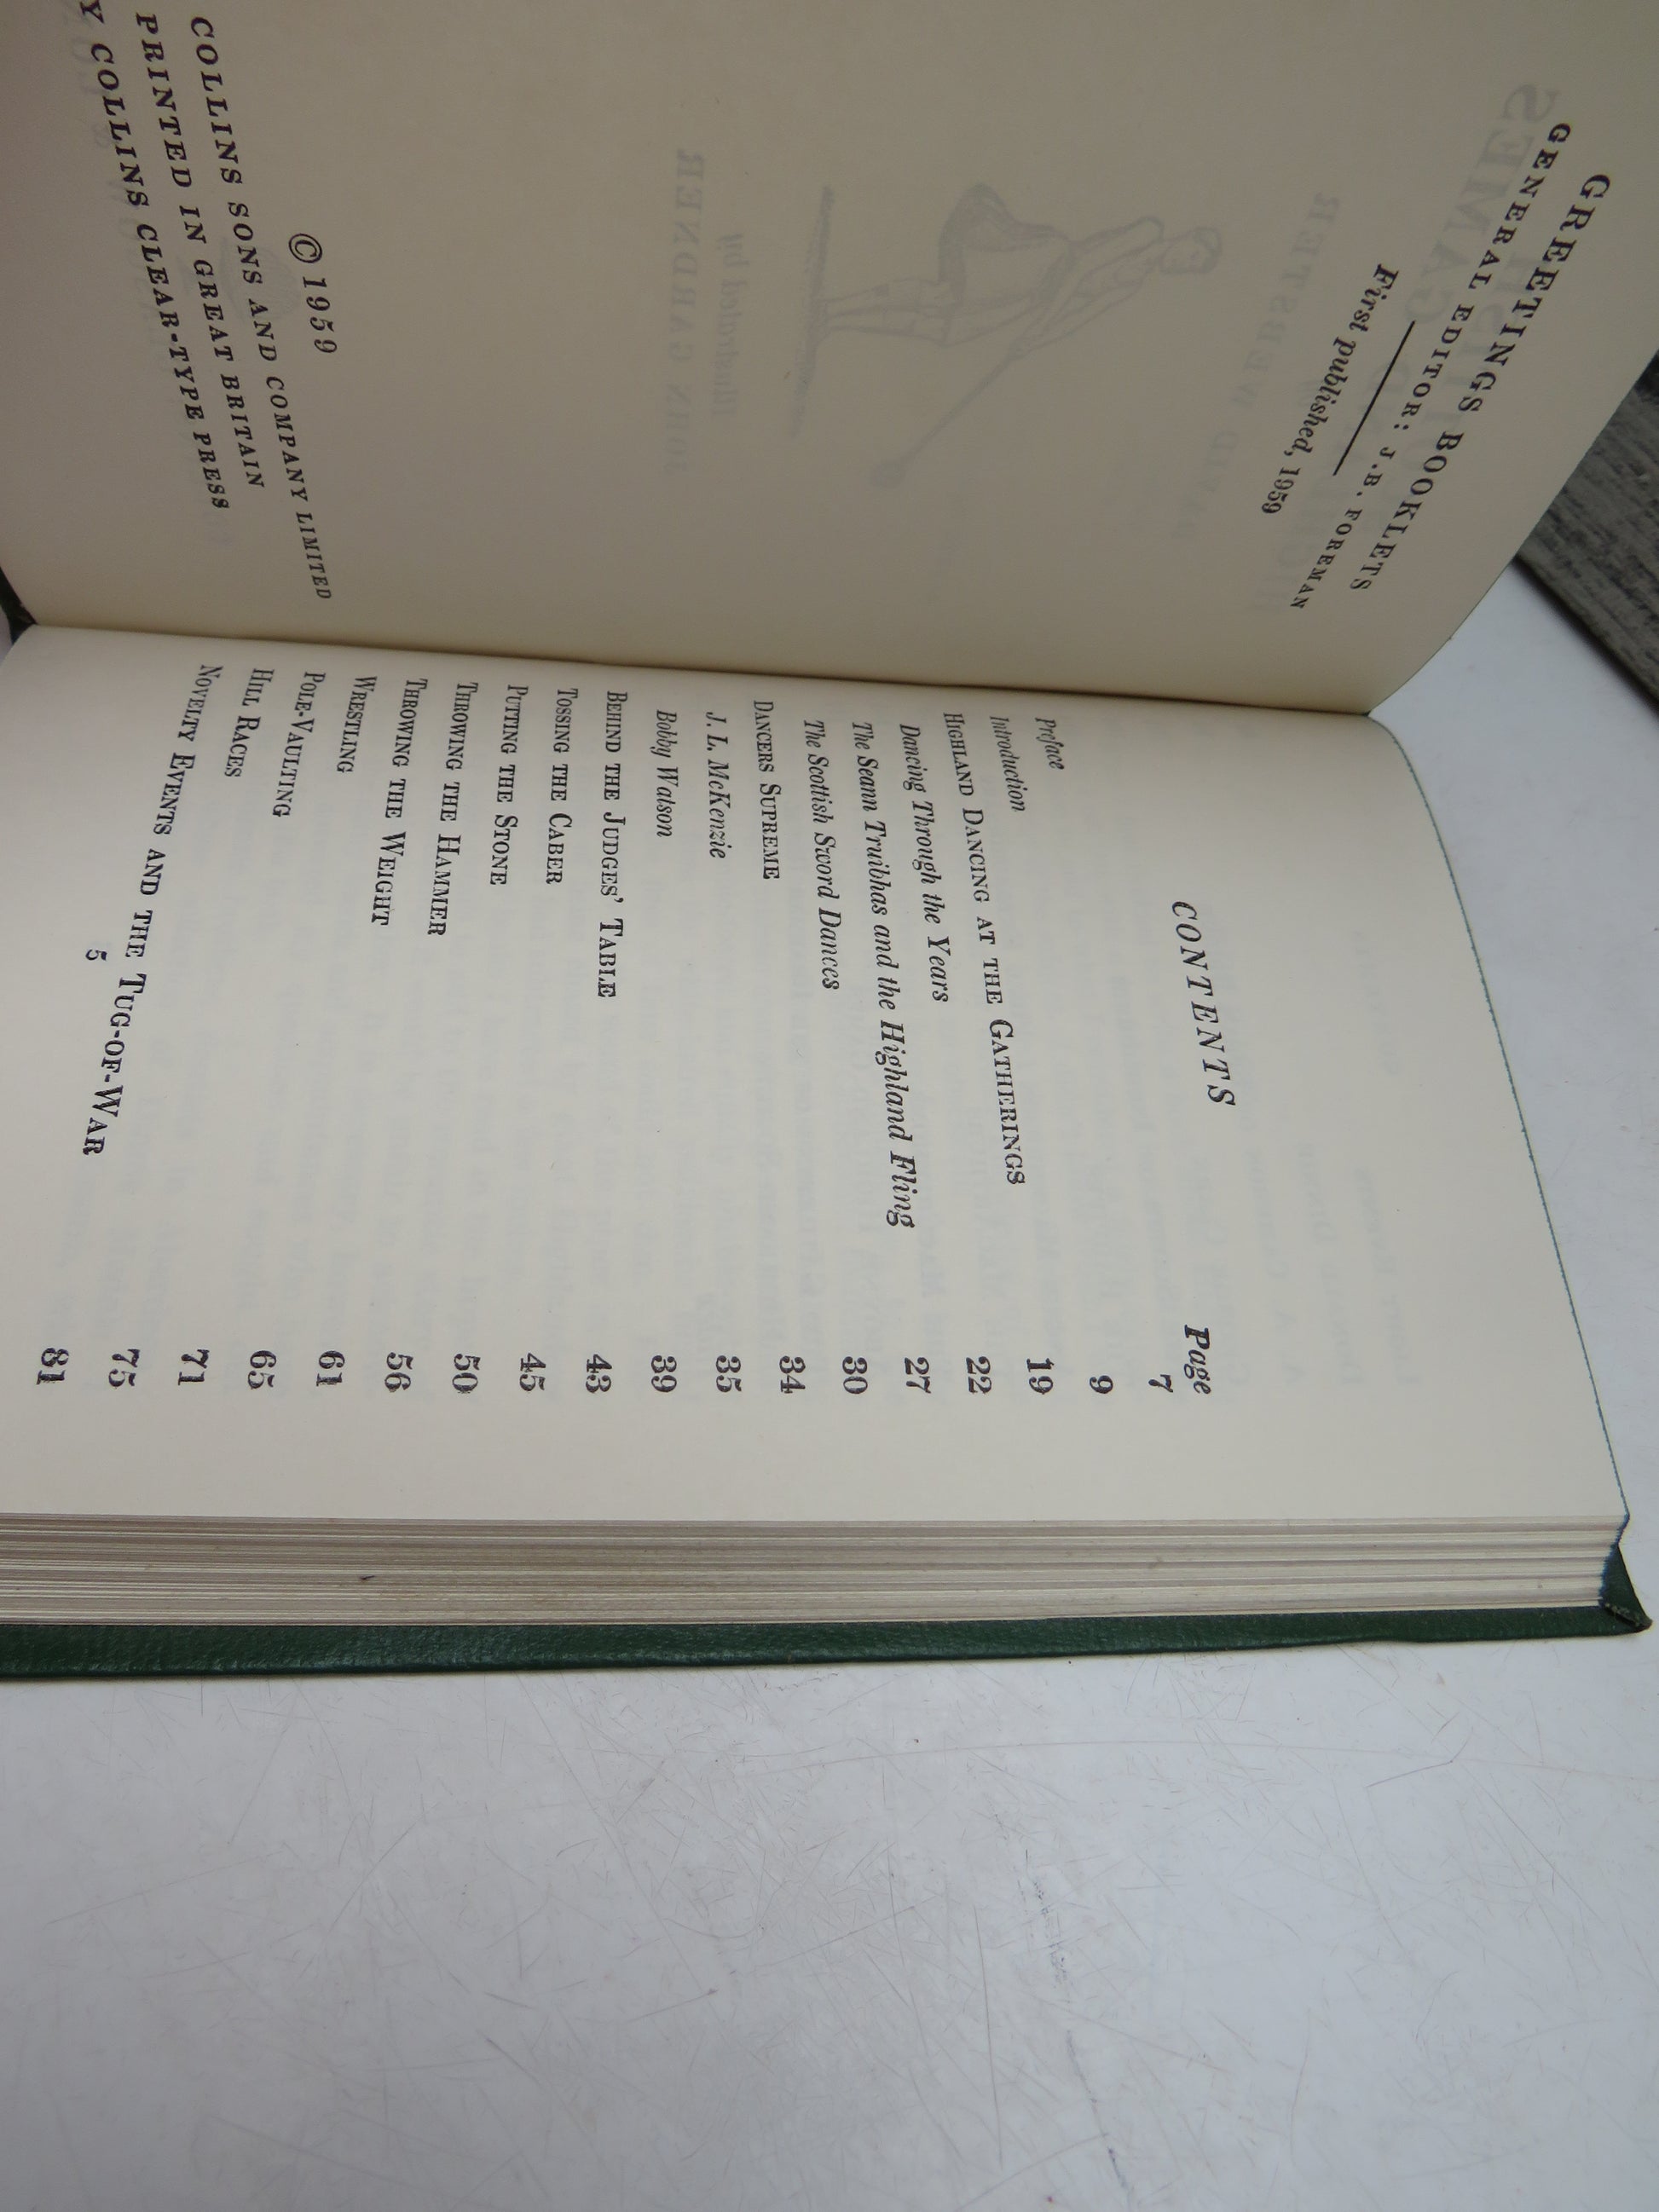 GREETINGS BOOKLETS
GENERAL EDITOR: J.B. FOREMAN
First published, 1959
© 1959
COLLINS SONS AND COMPANY LIMITED
PRINTED IN GREAT BRITAIN
Y COLLINS CLEAR-TYPE PRESS
CONTENTS
Page
Preface 7
Introduction 9
HIGHLAND DANCING AT THE GATHERINGS 19
Dancing Through the Years 22
The Seann Truibhas and the Highland Fling 27
The Scottish Sword Dances 30
DANCERS SUPREME 34
J. L. McKenzie 35
Bobby Watson 39
BEHIND THE JUDGES' TABLE 43
TOSSING THE CABER 45
PUTTING THE STONE 50
THROWING THE HAMMER 56
THROWING THE WEIGHT 61
WRESTLING 65
POLE-VAULTING 71
HILL RACES 75
NOVELTY EVENTS AND THE TUG-OF-WAR 81
5